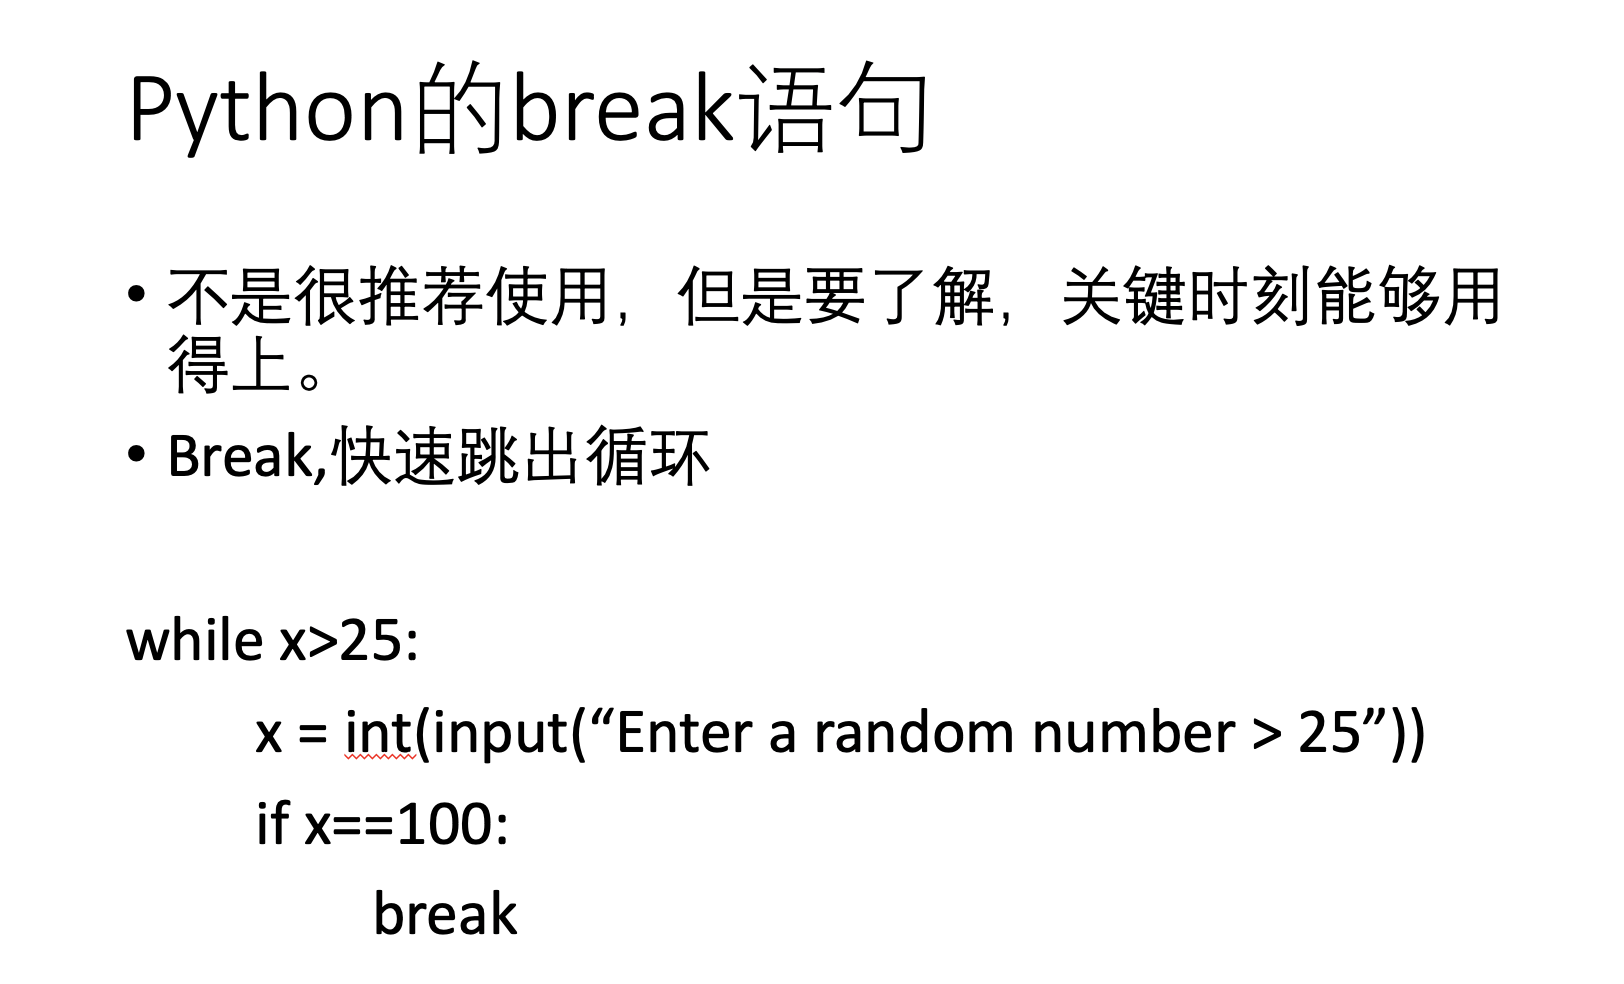 Python的break语句
• 不是很推荐使用，但是要了解，关键时刻能够用
得上。
• Break,快速跳出循环
while x>25:
x = int(input(“Enter a random number > 25”))
if x==100:
break